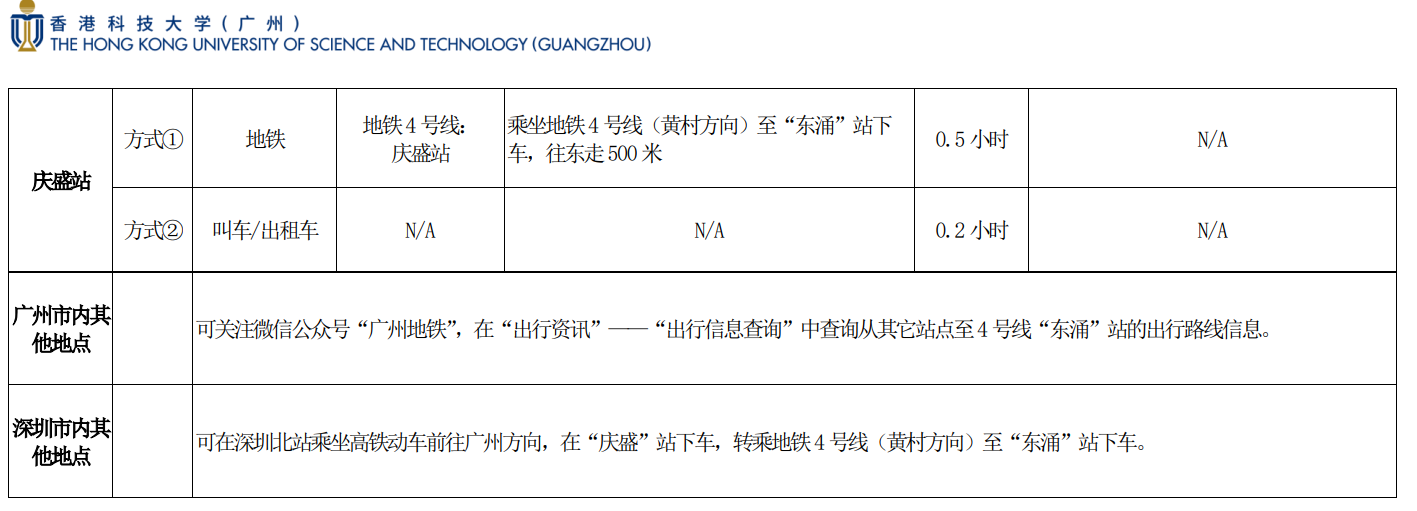 香港科技大学(广州)
THE HONG KONG UNIVERSITY OF SCIENCE AND TECHNOLOGY (GUANGZHOU)
庆盛站
方式①
地铁
地铁 4 号线：
庆盛站
乘坐地铁 4 号线（黄村方向）至“东涌”站下
车，往东走 500 米
0.5 小时
N/A
方式②
叫车/出租车
N/A
N/A
0.2 小时
N/A
广州市内其
他地点
可关注微信公众号“广州地铁”，在“出行资讯”——“出行信息查询”中查询从其它站点至 4 号线“东涌”站的出行路线信息。
深圳市内其
他地点
可在深圳北站乘坐高铁动车前往广州方向，在“庆盛”站下车，转乘地铁 4 号线（黄村方向）至“东涌”站下车。